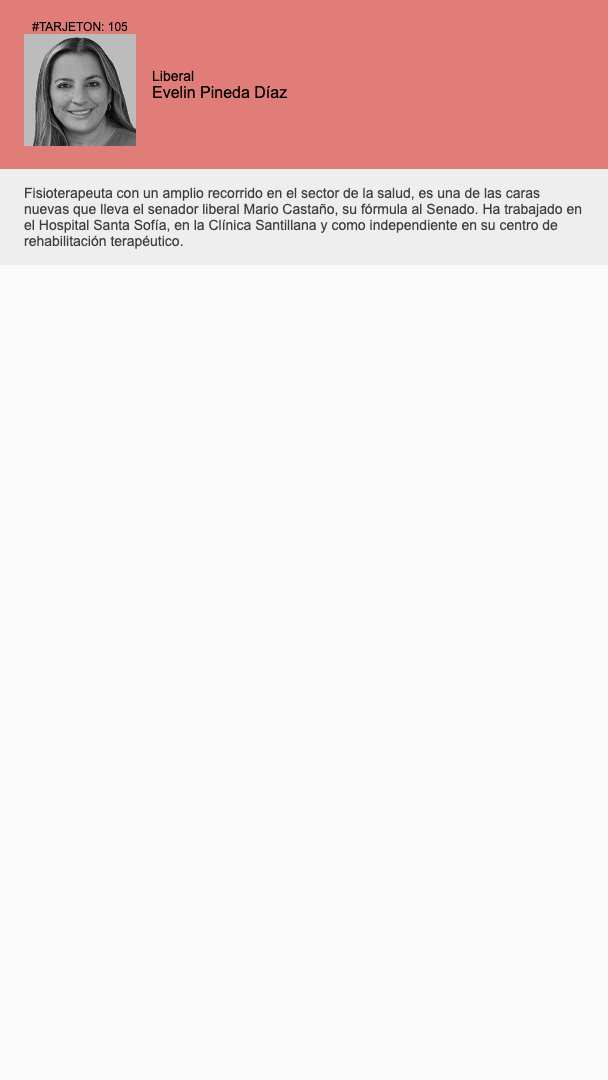 #TARJETON: 105
Liberal
Evelin Pineda Díaz
Fisioterapeuta con un amplio recorrido en el sector de la salud, es una de las caras
nuevas que lleva el senador liberal Mario Castaño, su fórmula al Senado. Ha trabajado en
el Hospital Santa Sofía, en la Clínica Santillana y como independiente en su centro de
rehabilitación terapéutico.